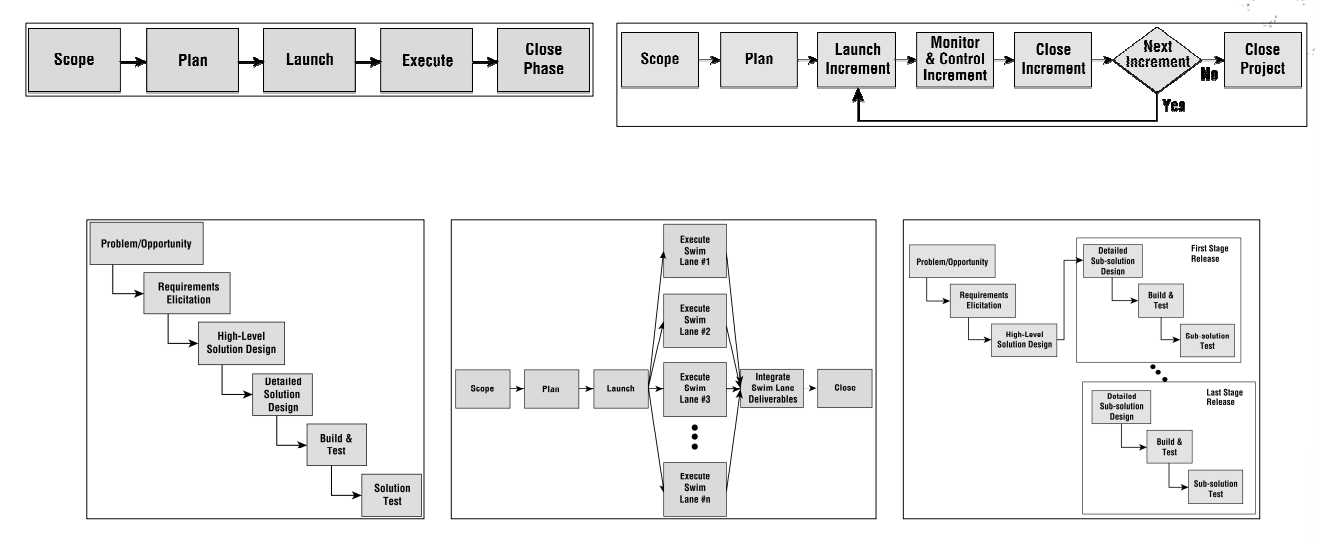 Scope
Plan
Launch
Execute
Close
Phase
Scope
Plan
Launch
Increment
Monitor
& Control
Increment
Close
Increment
Next
Increment
No
Yes
Close
Project
Problem/Opportunity
Requirements
Elicitation
High-Level
Solution Design
Detailed
Solution
Design
Build &
Test
Solution
Test
Scope
Plan
Launch
Execute
Swim
Lane #1
Execute
Swim
Lane #2
Execute
Swim
Lane #3
Execute
Swim
Lane #n
Integrate
Swim Lane
Deliverables
Close
Problem/Opportunity
Requirements
Elicitation
High-Level
Solution Design
First Stage
Release
Detailed
Sub-solution
Design
Build &
Test
Sub-solution
Test
Last Stage
Release
Detailed
Sub-solution
Design
Build &
Test
Sub-solution
Test